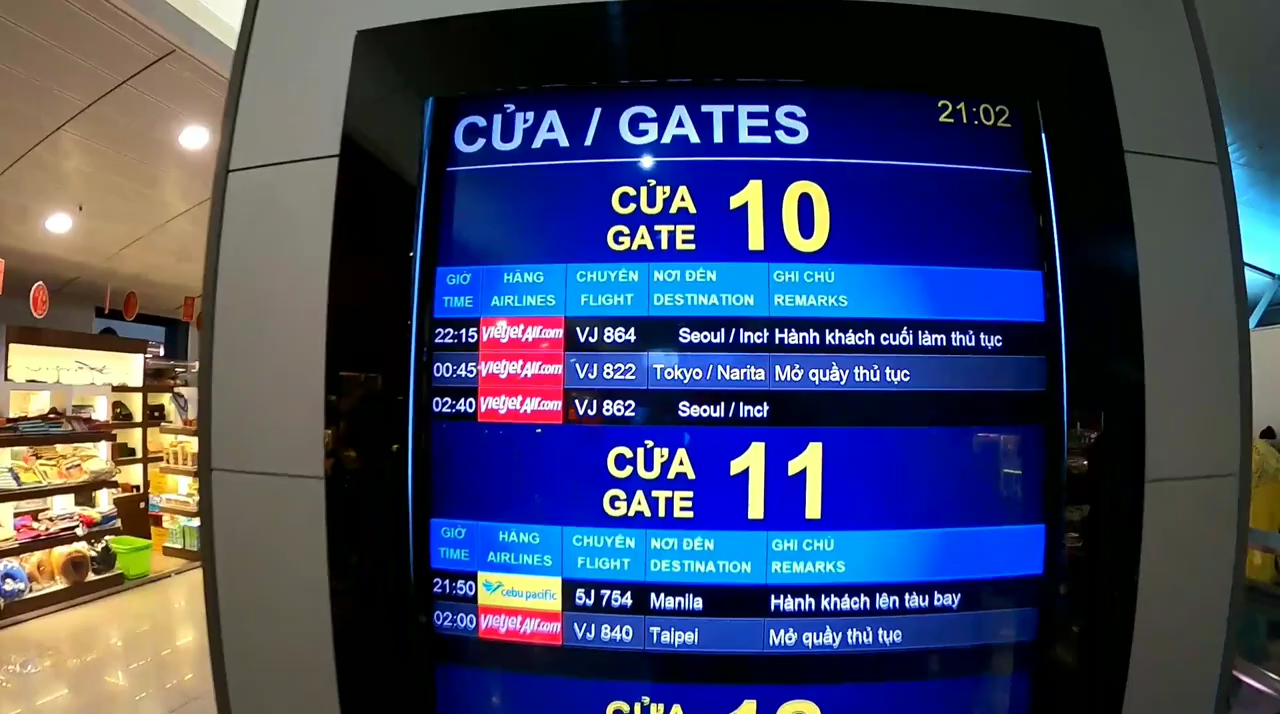 CỬA / GATES 21:02
CỬA
GATE 10
GIỜ HÃNG CHUYẾN NƠI ĐẾN GHI CHÚ
TIME AIRLINES FLIGHT DESTINATION REMARKS
22:15 vietjetAir.com VJ 864 Seoul / Incl Hành khách cuối làm thủ tục
00:45 vietjetAir.com VJ 822 Tokyo / Narita Mở quầy thủ tục
02:40 vietjetAir.com VJ 862 Seoul / Incl
CỬA
GATE 11
GIỜ HÃNG CHUYẾN NƠI ĐẾN GHI CHÚ
TIME AIRLINES FLIGHT DESTINATION REMARKS
21:50 cebu pacific 5J 754 Manila Hành khách lên tàu bay
02:00 vietjetAir.com VJ 840 Taipei Mở quầy thủ tục
CỬA